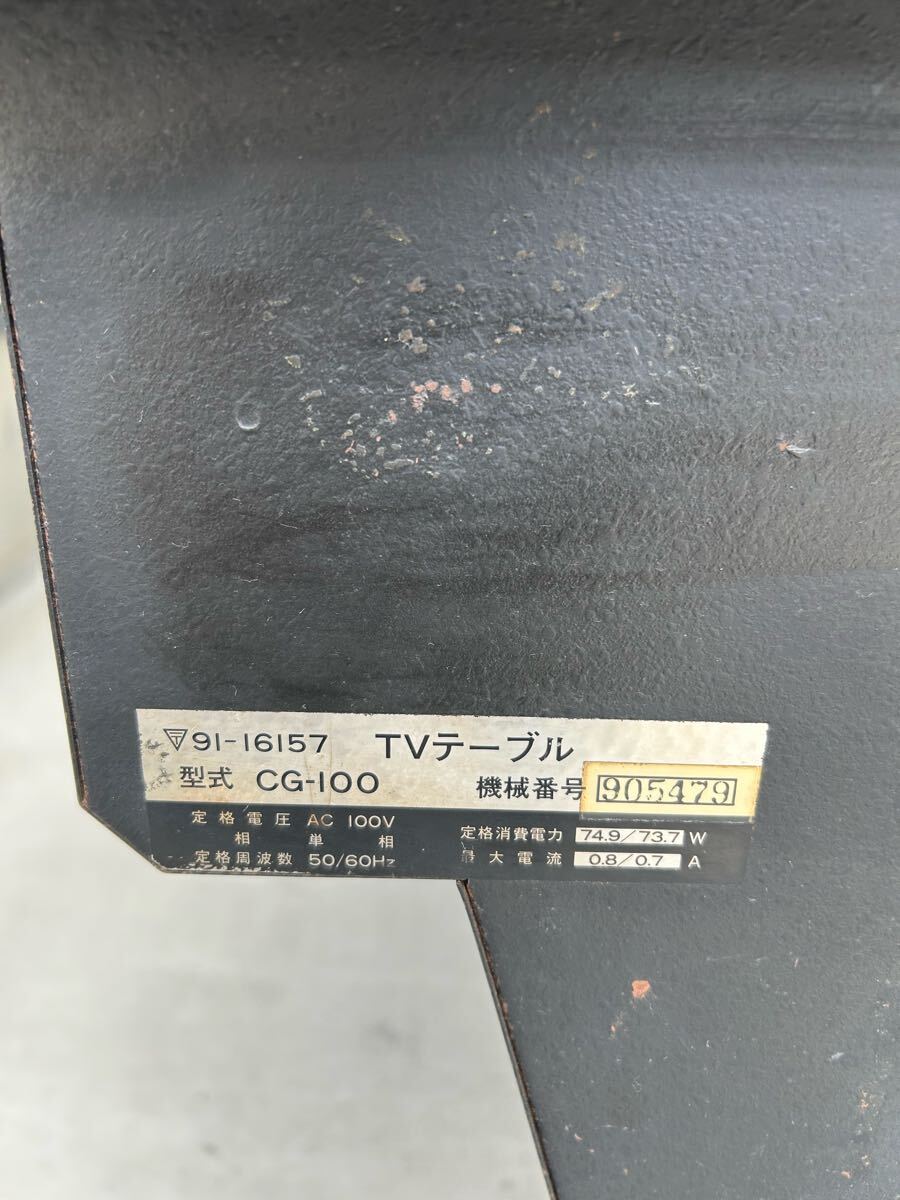 〒91-16157 TVテーブル
型式 CG-100 機械番号 905479
定格電圧 AC 100V
相 単相 定格消費電力 74.9/73.7 W
定格周波数 50/60Hz 最大電流 0.8/0.7 A